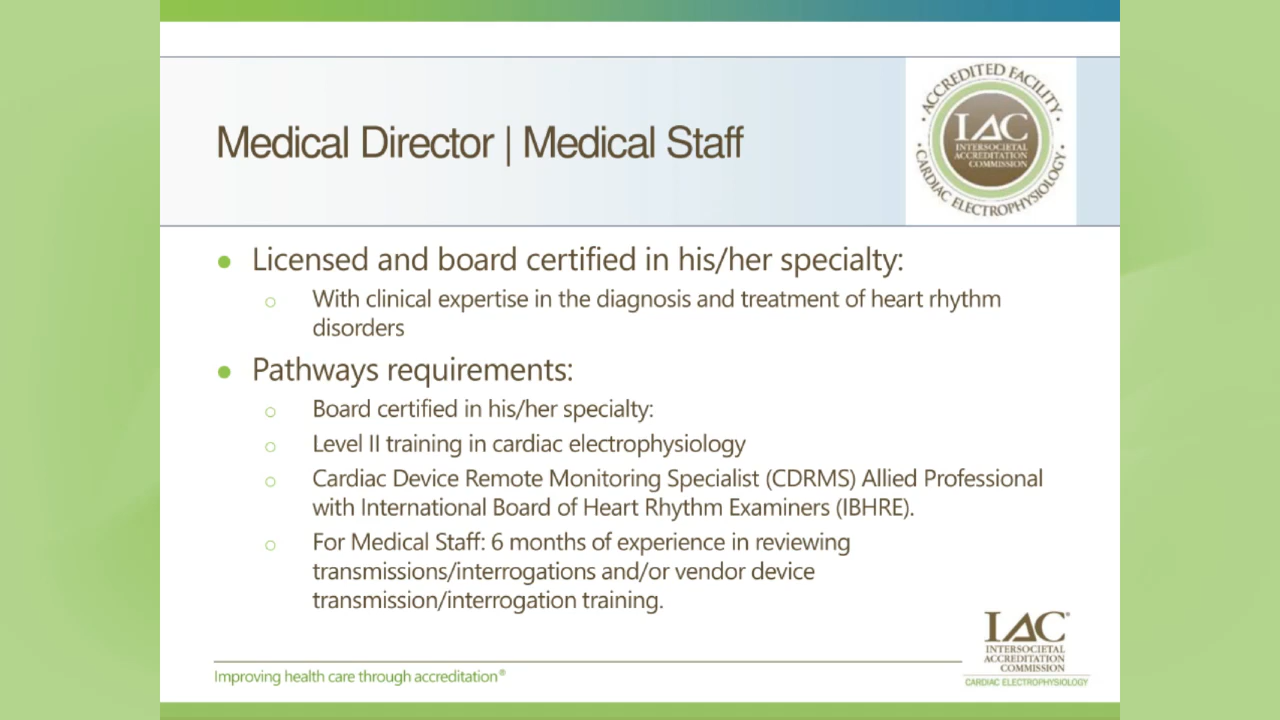 ACCREDITED FACILITY
IAC
INTERSOCIETAL
ACCREDITATION
COMMISSION
CARDIAC ELECTROPHYSIOLOGY
Medical Director | Medical Staff
Licensed and board certified in his/her specialty:
With clinical expertise in the diagnosis and treatment of heart rhythm
disorders
Pathways requirements:
Board certified in his/her specialty:
Level II training in cardiac electrophysiology
Cardiac Device Remote Monitoring Specialist (CDRMS) Allied Professional
with International Board of Heart Rhythm Examiners (IBHRE).
For Medical Staff: 6 months of experience in reviewing
transmissions/interrogations and/or vendor device
transmission/interrogation training.
IAC®
INTERSOCIETAL
ACCREDITATION
COMMISSION
CARDIAC ELECTROPHYSIOLOGY
Improving health care through accreditation®